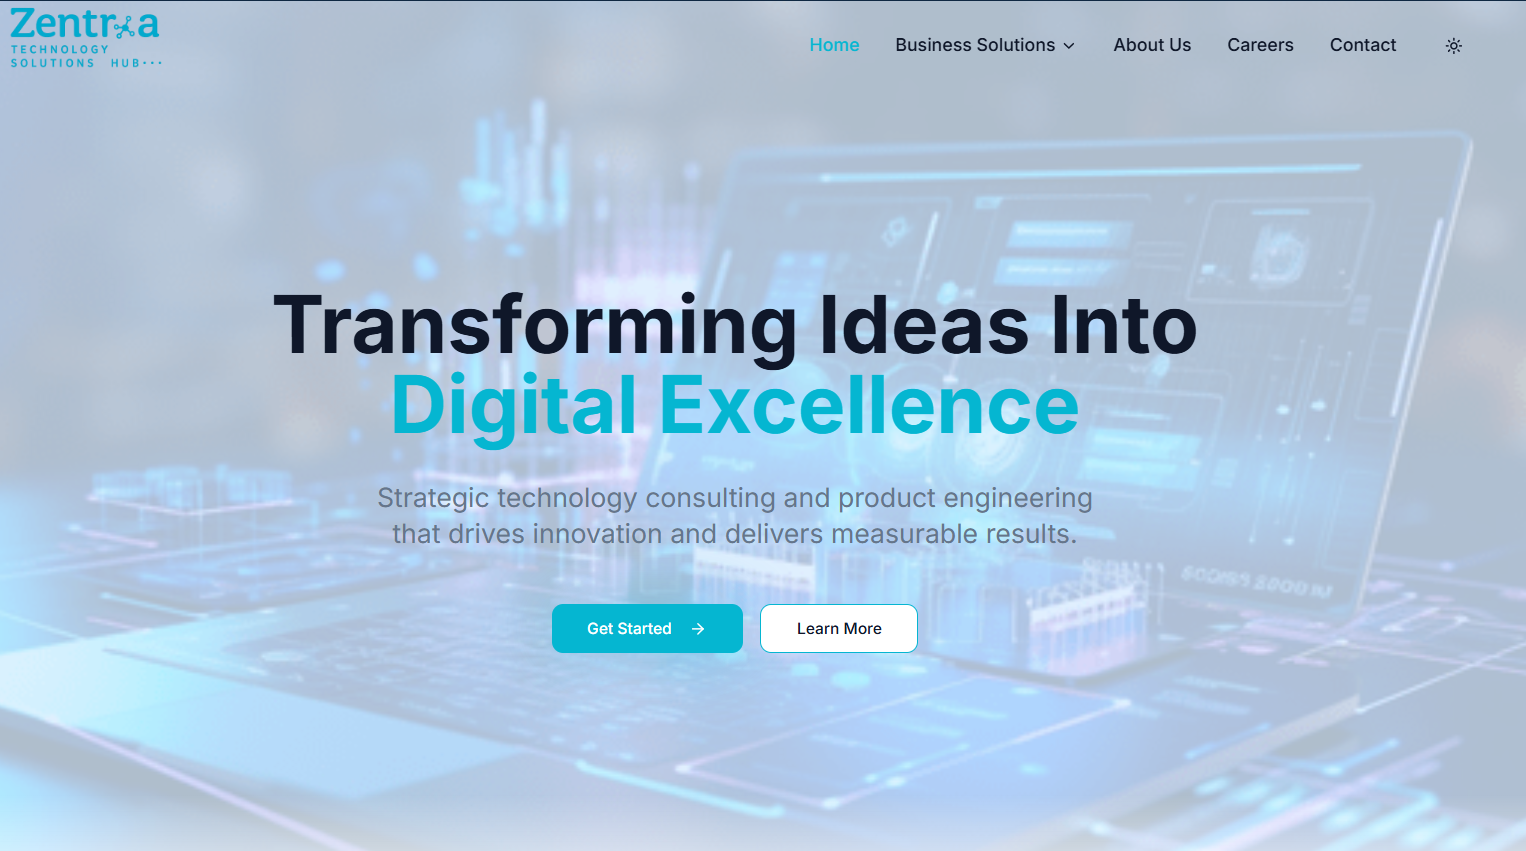 Zentrxa
TECHNOLOGY
SOLUTIONS HUB...
Home Business Solutions About Us Careers Contact
Transforming Ideas Into
Digital Excellence
Strategic technology consulting and product engineering
that drives innovation and delivers measurable results.
Get Started → Learn More